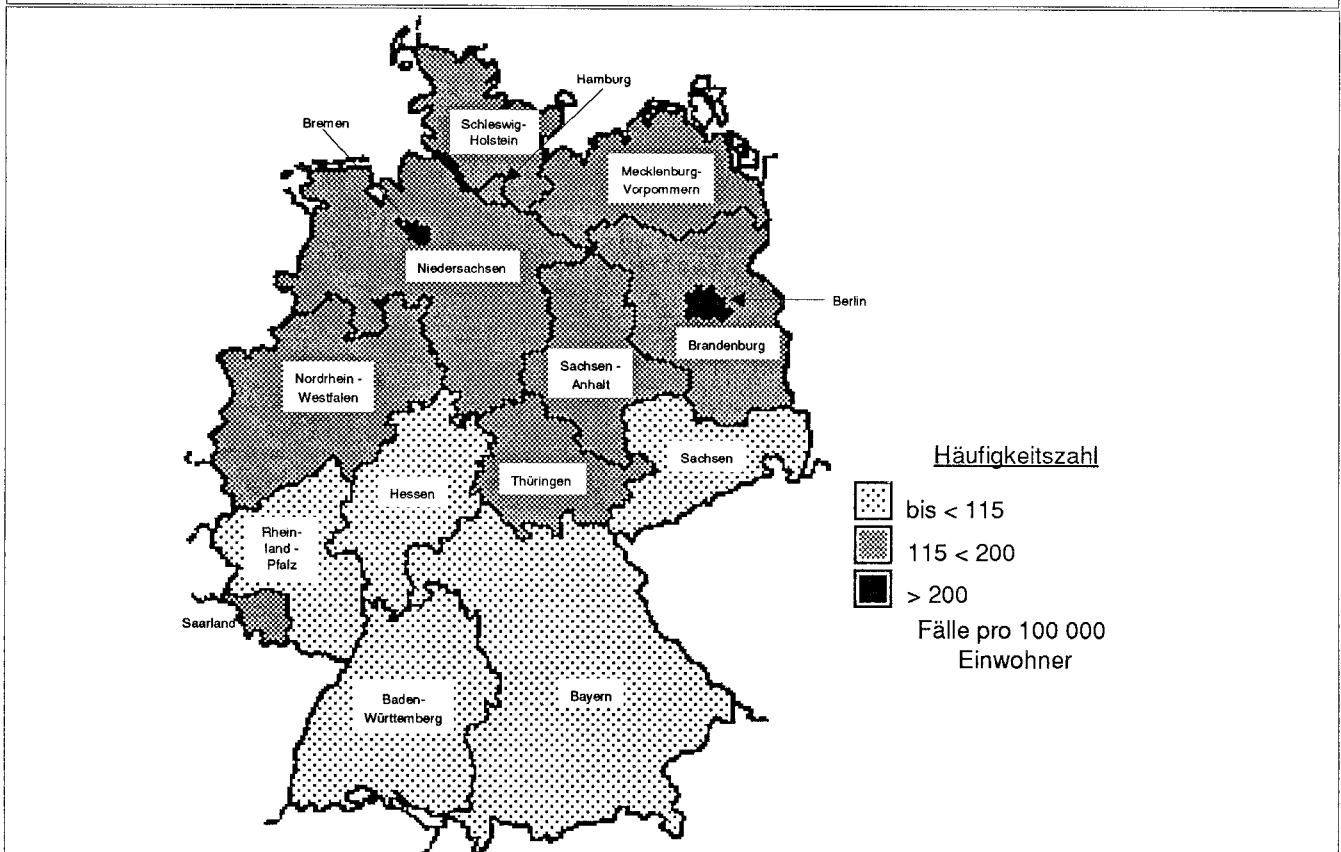 Hamburg
Bremen
Schleswig-
Holstein
Mecklenburg-
Vorpommern
Niedersachsen
Berlin
Brandenburg
Nordrhein -
Westfalen
Sachsen -
Anhalt
Sachsen
Thüringen
Hessen
Rhein-
land -
Pfalz
Saarland
Baden-
Württemberg
Bayern
Häufigkeitszahl
bis < 115
115 < 200
> 200
Fälle pro 100 000
Einwohner